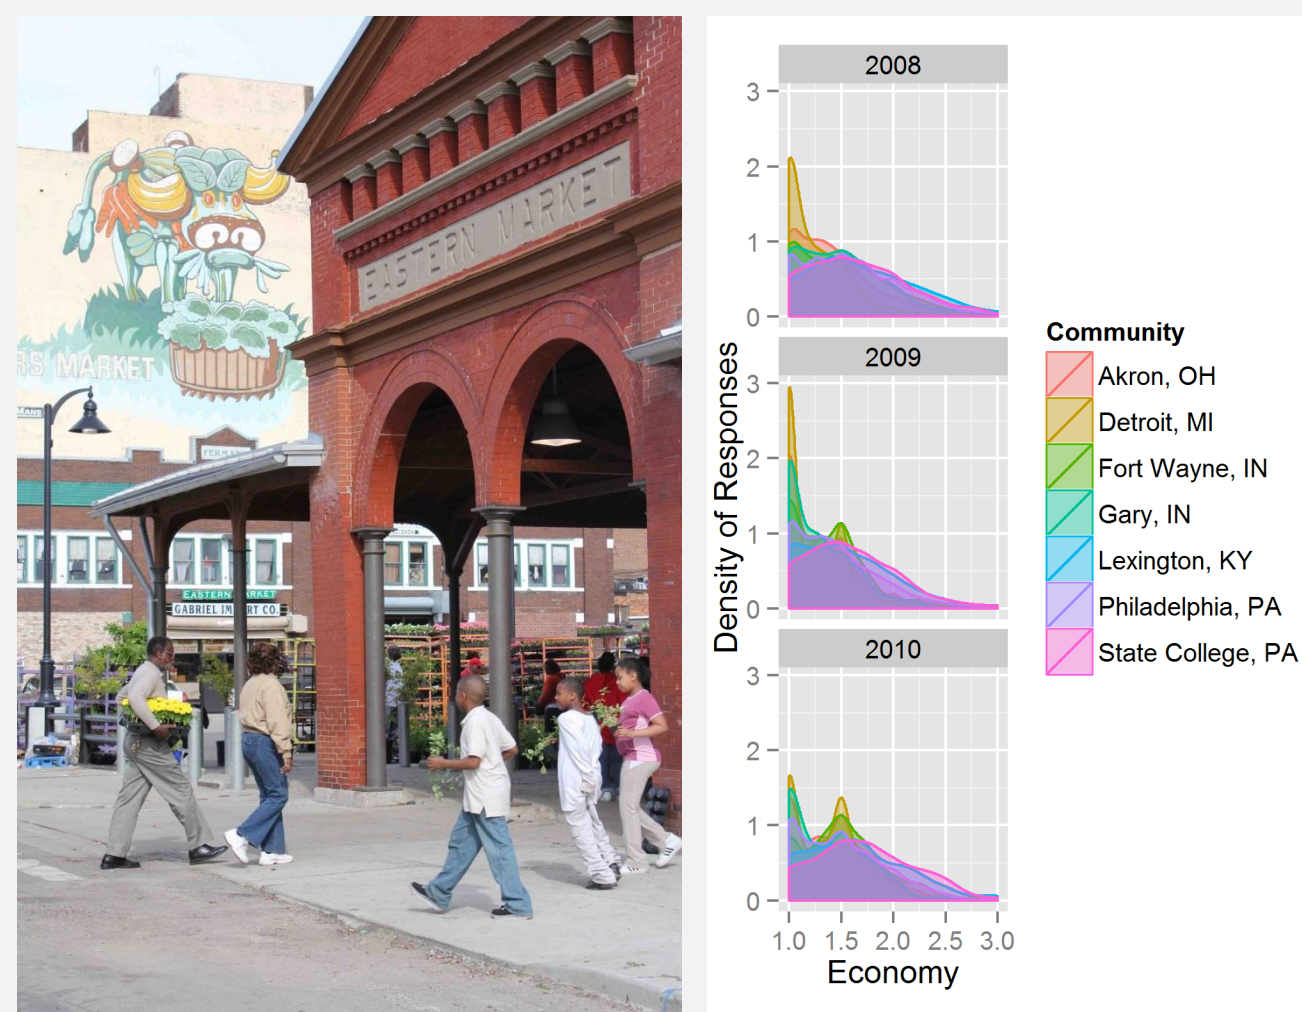 EASTERN MARKET
RS MARKET
MANS
EASTERN MARKET
GABRIEL IMPORT CO.
2008
3
2
1
0
2009
3
2
1
0
2010
3
2
1
0
1.0 1.5 2.0 2.5 3.0
Economy
Density of Responses
Community
Akron, OH
Detroit, MI
Fort Wayne, IN
Gary, IN
Lexington, KY
Philadelphia, PA
State College, PA